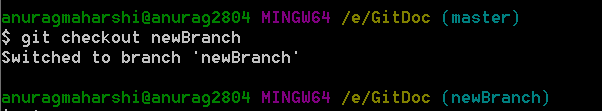 anuragmaharshi@anurag2804 MINGW64 /e/GitDoc (master)
$ git checkout newBranch
Switched to branch 'newBranch'
anuragmaharshi@anurag2804 MINGW64 /e/GitDoc (newBranch)